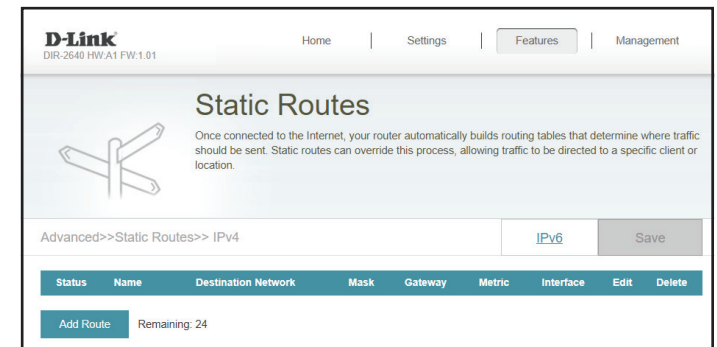 D-Link
DIR-2640 HW:A1 FW:1.01
Home | Settings | Features | Management
Static Routes
Once connected to the Internet, your router automatically builds routing tables that determine where traffic
should be sent. Static routes can override this process, allowing traffic to be directed to a specific client or
location.
Advanced>>Static Routes>> IPv4
IPv6
Save
Status Name Destination Network Mask Gateway Metric Interface Edit Delete
Add Route Remaining: 24